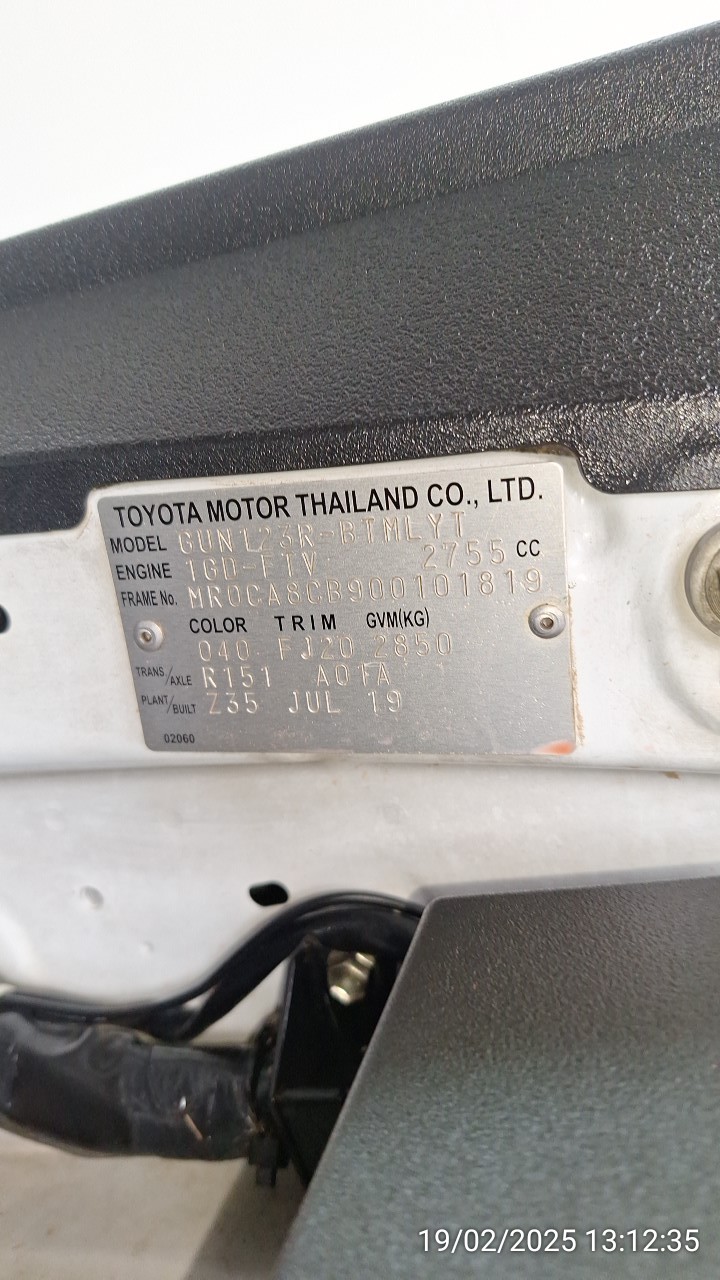 TOYOTA MOTOR THAILAND CO., LTD.
MODEL GUN123R-BTMLYT
ENGINE 1GD-FTV 2755 CC
FRAME No. MR0CA8CB900101819
COLOR TRIM GVM(KG)
040 FJ20 2850
TRANS/AXLE R151 A01A
PLANT/BUILT Z35 JUL 19
02060
19/02/2025 13:12:35